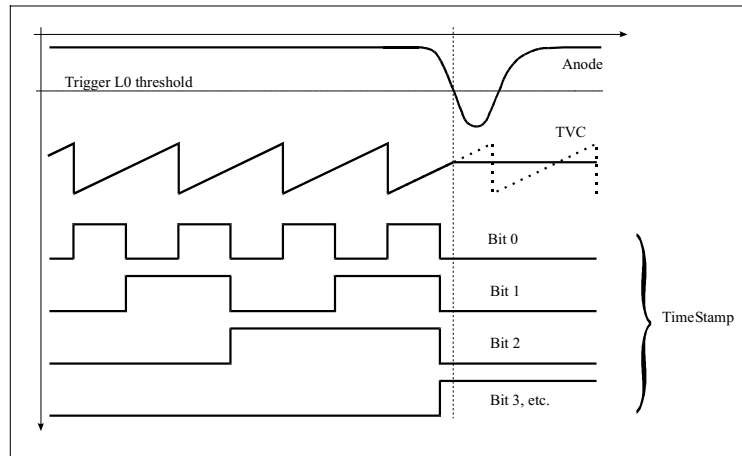 Anode
Trigger L0 threshold
TVC
Bit 0
Bit 1
TimeStamp
Bit 2
Bit 3, etc.